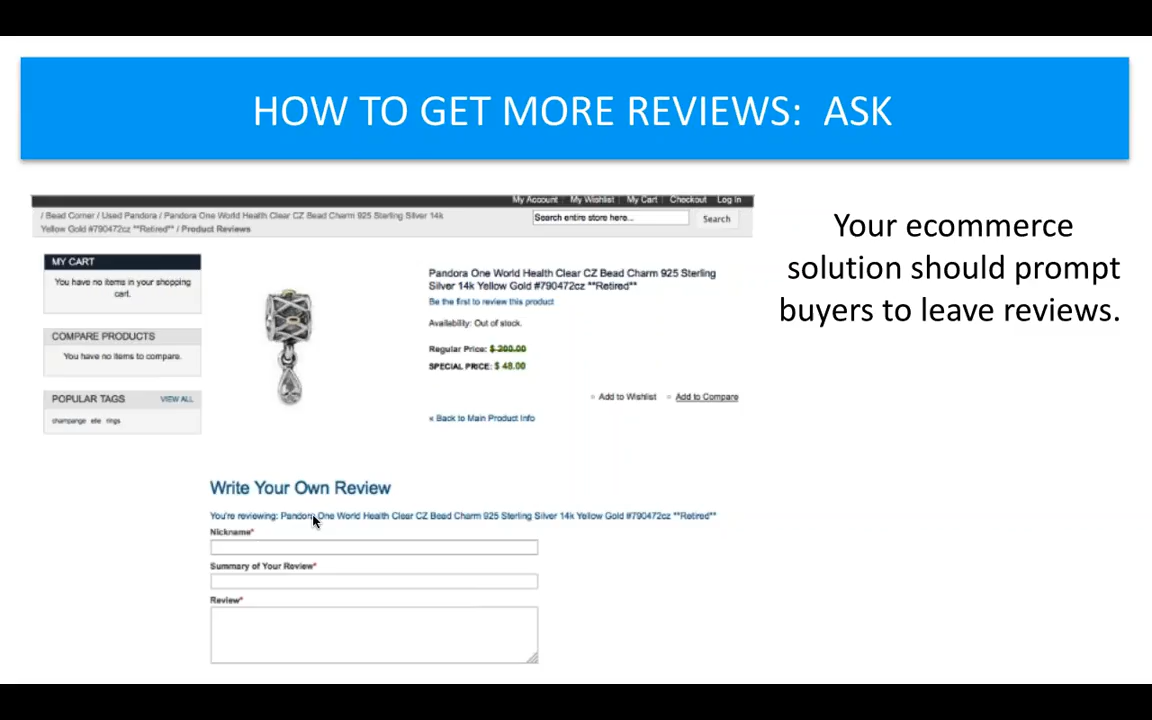 HOW TO GET MORE REVIEWS:  ASK
My Account My Wishlist My Cart Checkout Log In
/ Bead Corner / Used Pandora / Pandora One World Health Clear CZ Bead Charm 925 Sterling Silver 14k
Yellow Gold #790472cz **Retired** / Product Reviews
Search entire store here...
Search
Your ecommerce
solution should prompt
buyers to leave reviews.
MY CART
You have no items in your shopping
cart.
COMPARE PRODUCTS
You have no items to compare.
POPULAR TAGS VIEW ALL
rings
Pandora One World Health Clear CZ Bead Charm 925 Sterling
Silver 14k Yellow Gold #790472cz **Retired**
Be the first to review this product
Availability: Out of stock.
Regular Price: $ 200.00
SPECIAL PRICE: $ 48.00
Add to Wishlist Add to Compare
« Back to Main Product Info
Write Your Own Review
You're reviewing: Pandora One World Health Clear CZ Bead Charm 925 Sterling Silver 14k Yellow Gold #790472cz **Retired**
Nickname*
Summary of Your Review*
Review*